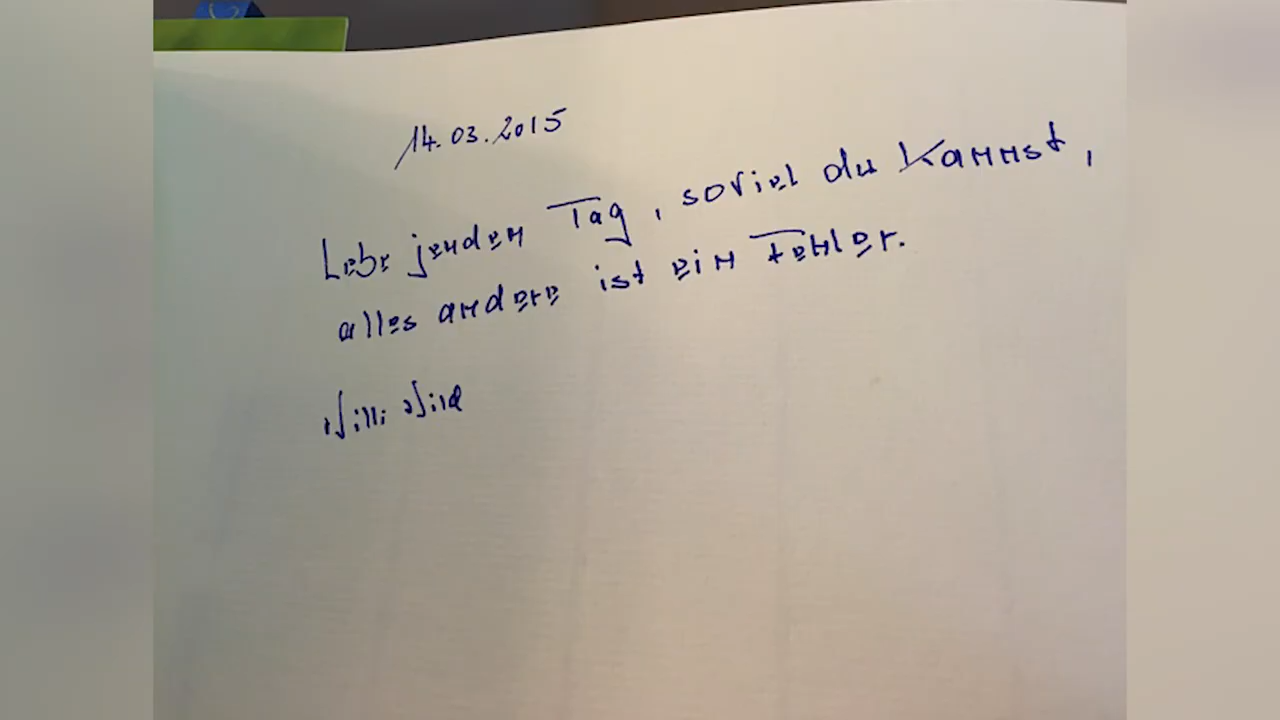 14.03.2015
Lebe jeden Tag, soviel du kannst,
alles andere ist ein Fehler.